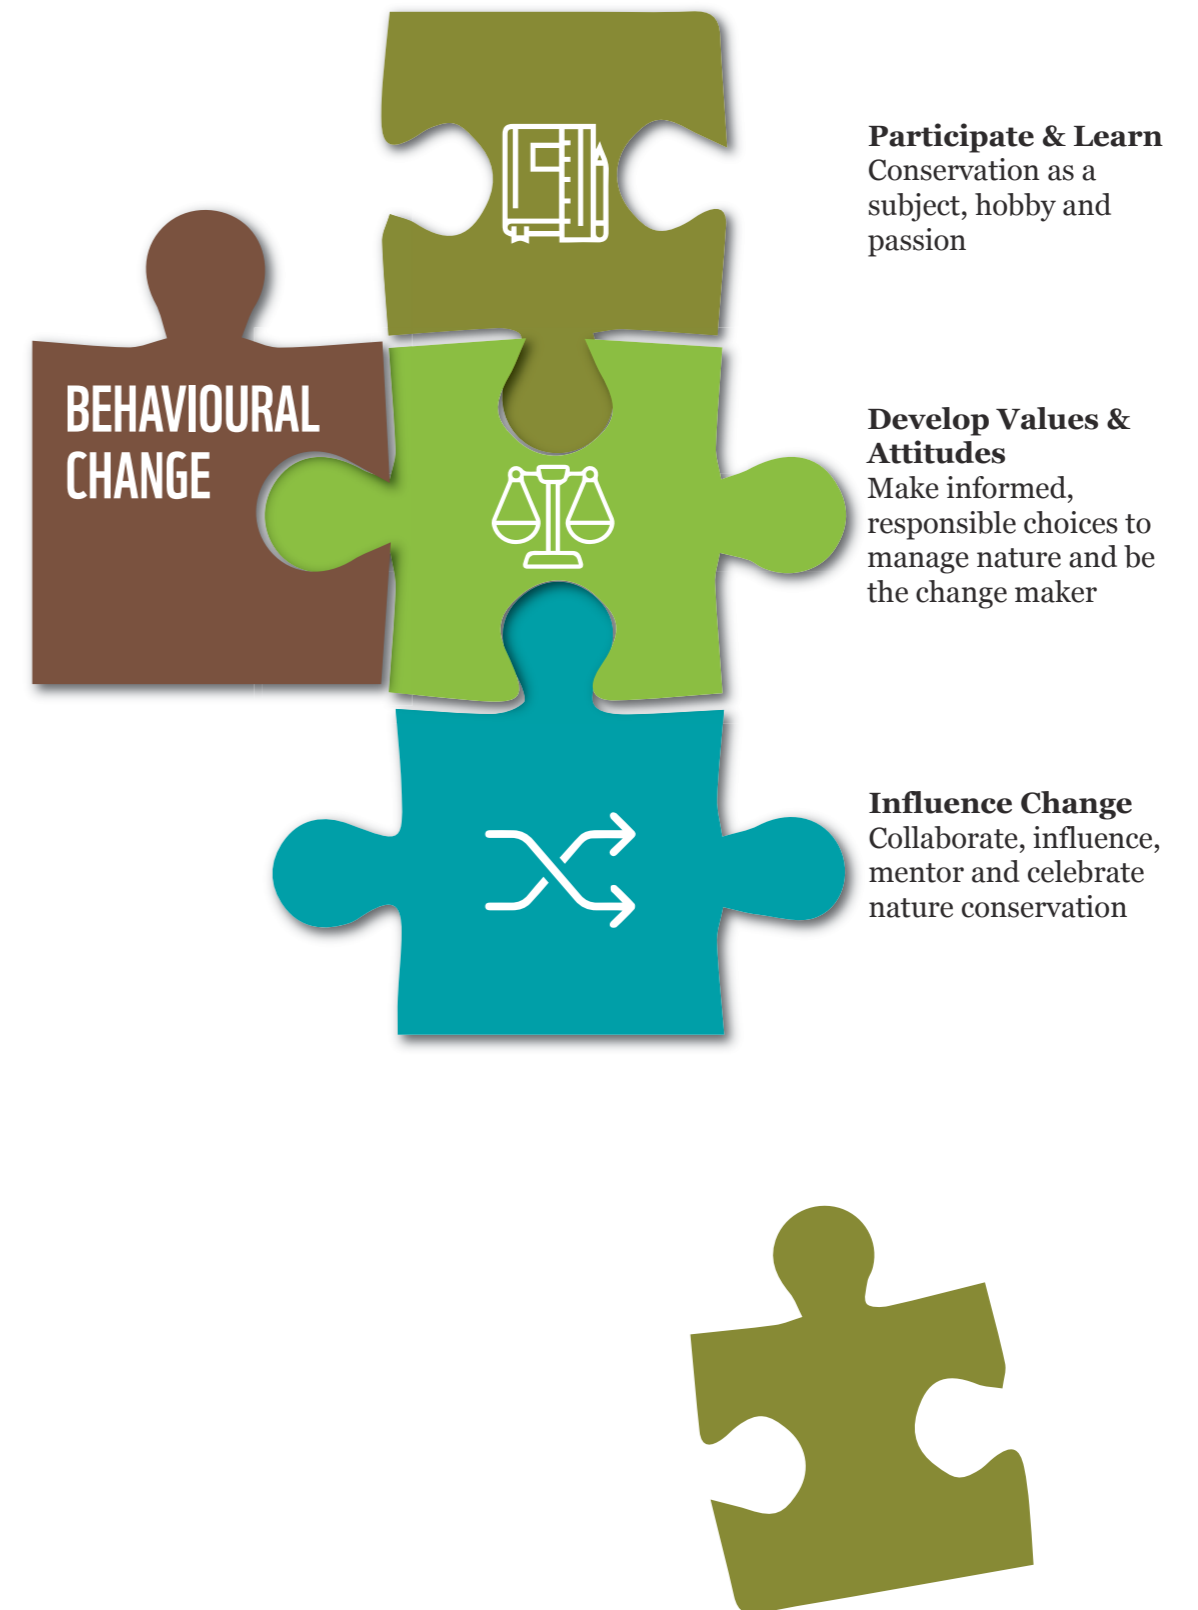 Participate & Learn
Conservation as a
subject, hobby and
passion
BEHAVIOURAL
CHANGE
Develop Values &
Attitudes
Make informed,
responsible choices to
manage nature and be
the change maker
Influence Change
Collaborate, influence,
mentor and celebrate
nature conservation